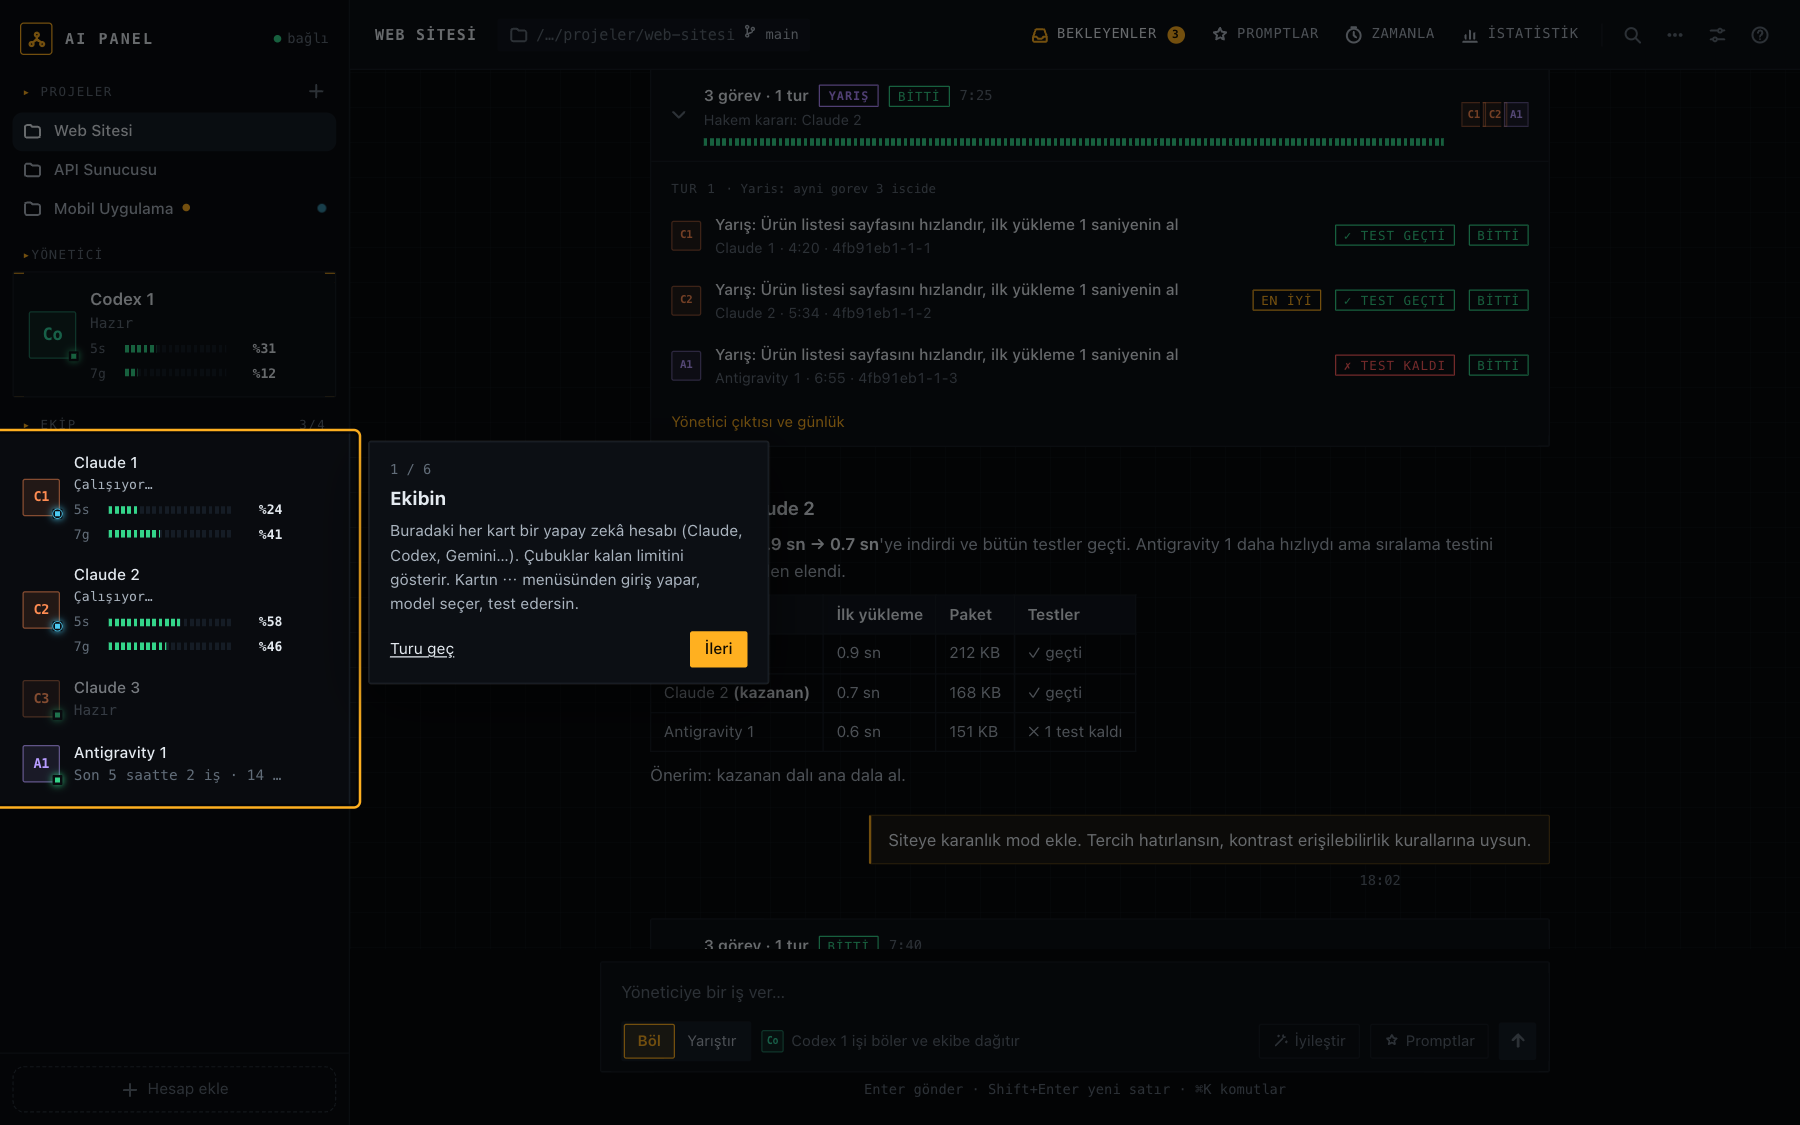 AI PANEL
bağlı
PROJELER
Web Sitesi
API Sunucusu
Mobil Uygulama
YÖNETİCİ
Co
Codex 1
Hazır
5s %31
7g %12
EKİP 3/4
C1
Claude 1
Çalışıyor…
5s %24
7g %41
C2
Claude 2
Çalışıyor…
5s %58
7g %46
C3
Claude 3
Hazır
A1
Antigravity 1
Son 5 saatte 2 iş · 14 …
+ Hesap ekle
WEB SİTESİ
/…/projeler/web-sitesi main
BEKLEYENLER 3
PROMPTLAR
ZAMANLA
İSTATİSTİK
3 görev · 1 tur YARIŞ BİTTİ 7:25
Hakem kararı: Claude 2
C1 C2 A1
TUR 1 · Yaris: ayni gorev 3 iscide
C1
Yarış: Ürün listesi sayfasını hızlandır, ilk yükleme 1 saniyenin al
Claude 1 · 4:20 · 4fb91eb1-1-1
✓ TEST GEÇTİ BİTTİ
C2
Yarış: Ürün listesi sayfasını hızlandır, ilk yükleme 1 saniyenin al
Claude 2 · 5:34 · 4fb91eb1-1-2
EN İYİ ✓ TEST GEÇTİ BİTTİ
A1
Yarış: Ürün listesi sayfasını hızlandır, ilk yükleme 1 saniyenin al
Antigravity 1 · 6:55 · 4fb91eb1-1-3
✗ TEST KALDI BİTTİ
Yönetici çıktısı ve günlük
1 / 6
Ekibin
Buradaki her kart bir yapay zekâ hesabı (Claude,
Codex, Gemini…). Çubuklar kalan limitini
gösterir. Kartın ··· menüsünden giriş yapar,
model seçer, test edersin.
Turu geç
İleri
ude 2
.9 sn → 0.7 sn'ye indirdi ve bütün testler geçti. Antigravity 1 daha hızlıydı ama sıralama testini
en elendi.
İlk yükleme Paket Testler
0.9 sn 212 KB ✓ geçti
Claude 2 (kazanan) 0.7 sn 168 KB ✓ geçti
Antigravity 1 0.6 sn 151 KB ✕ 1 test kaldı
Önerim: kazanan dalı ana dala al.
Siteye karanlık mod ekle. Tercih hatırlansın, kontrast erişilebilirlik kurallarına uysun.
18:02
3 görev · 1 tur BİTTİ 7:40
Yöneticiye bir iş ver…
Böl
Yarıştır
Co
Codex 1 işi böler ve ekibe dağıtır
İyileştir
Promptlar
Enter gönder · Shift+Enter yeni satır · ⌘K komutlar